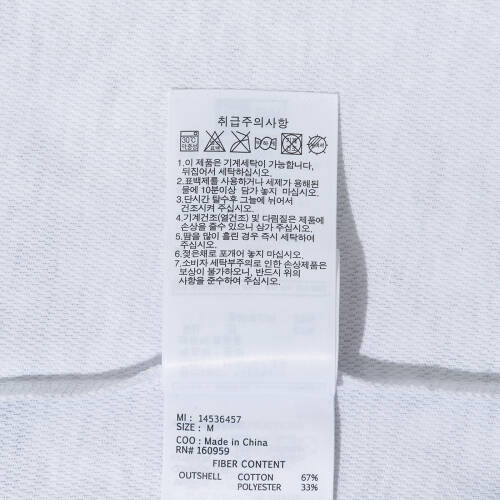 취급주의사항
1.이 제품은 기계세탁이 가능합니다,
뒤집어서 세탁하십시오.
2.표백제를 사용하거나 세제가 용해된
물에 10분이상 담가 놓지 마십시오.
3.단시간 탈수후 그늘에 뉘어서
건조시켜 주십시오.
4.기계건조(열건조) 및 다림질은 제품에
손상을 줄수 있으니 삼가 주십시오.
5.땀을 많이 흘린 경우 즉시 세탁하여
주십시오.
6.젖은채로 포개어 놓지 마십시오.
7.소비자 세탁부주의로 인한 손상제품은
보상이 불가하오니, 반드시 위의
사항을 준수하여 주십시오.
MI : 14536457
SIZE : M
COO : Made in China
RN# 160959
FIBER CONTENT
OUTSHELL COTTON 67%
POLYESTER 33%